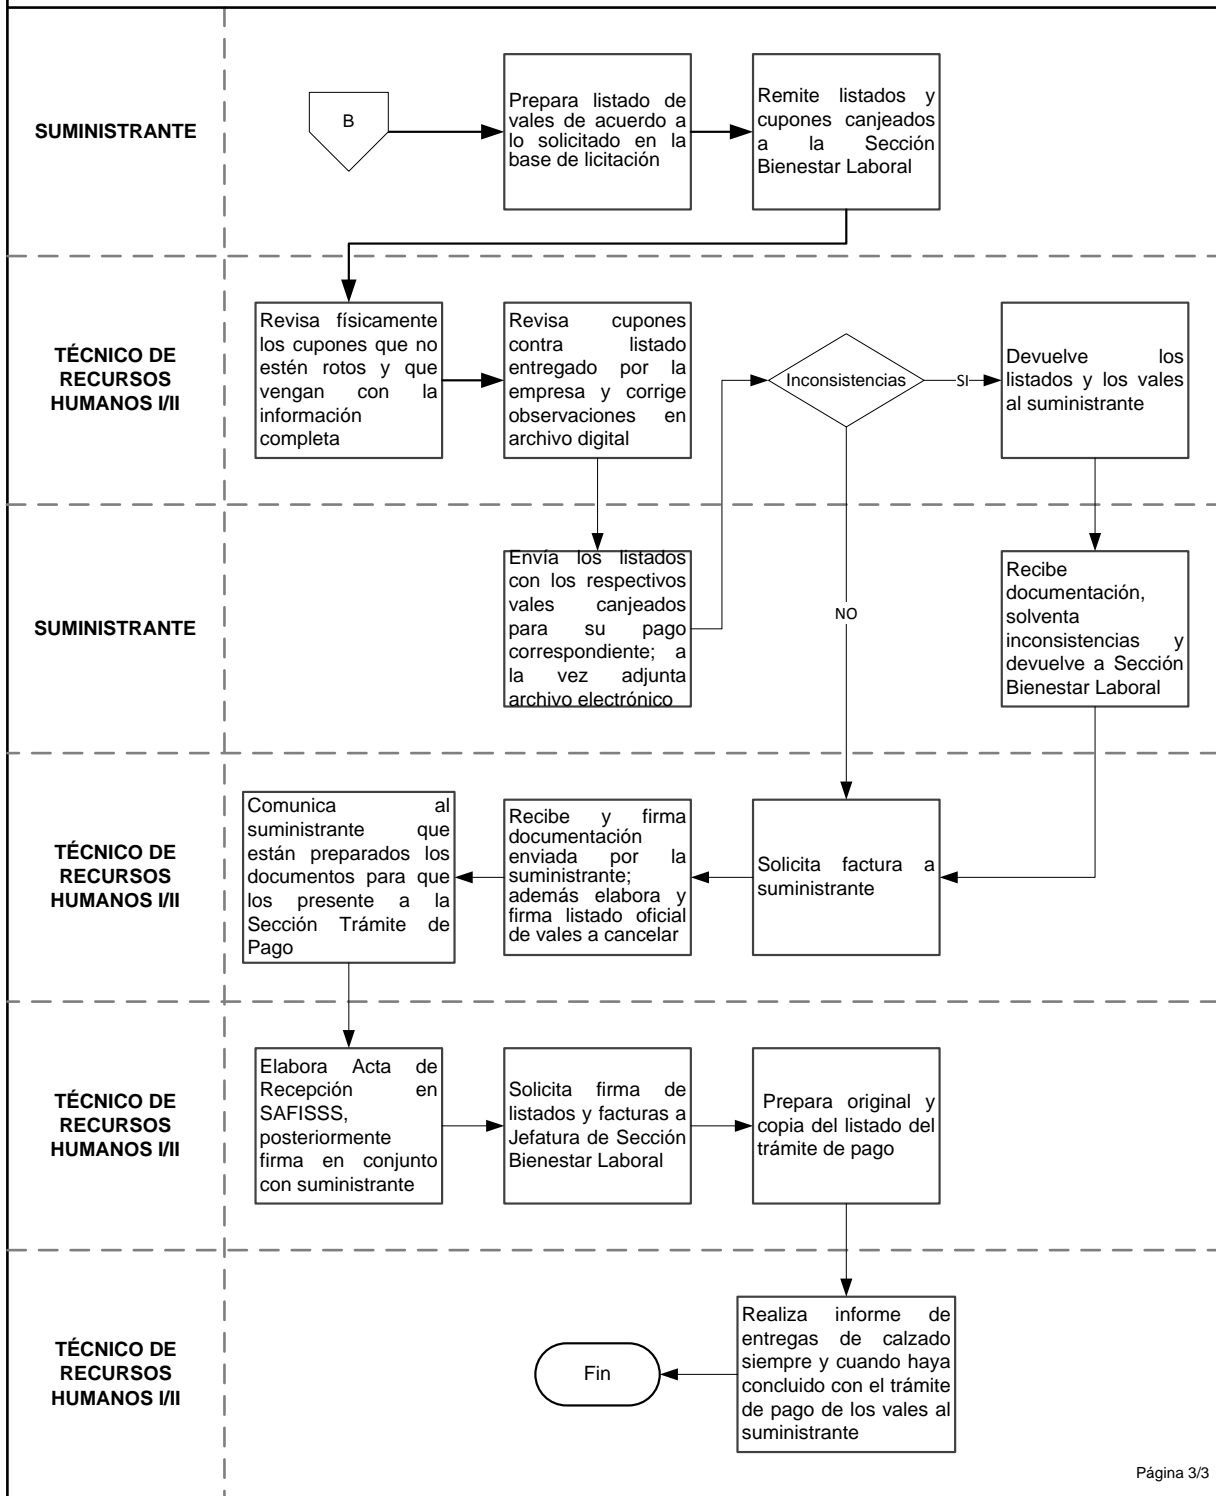 SUMINISTRANTE
B
Prepara listado de
vales de acuerdo a
lo solicitado en la
base de licitación
Remite listados y
cupones canjeados
a la Sección
Bienestar Laboral
TÉCNICO DE
RECURSOS
HUMANOS I/II
Revisa físicamente
los cupones que no
estén rotos y que
vengan con la
información
completa
Revisa cupones
contra listado
entregado por la
empresa y corrige
observaciones en
archivo digital
Inconsistencias
SI
Devuelve los
listados y los vales
al suministrante
SUMINISTRANTE
Envía los listados
con los respectivos
vales canjeados
para su pago
correspondiente; a
la vez adjunta
archivo electrónico
NO
Recibe
documentación,
solventa
inconsistencias y
devuelve a Sección
Bienestar Laboral
TÉCNICO DE
RECURSOS
HUMANOS I/II
Comunica al
suministrante que
están preparados los
documentos para que
los presente a la
Sección Trámite de
Pago
Recibe y firma
documentación
enviada por la
suministrante;
además elabora y
firma listado oficial
de vales a cancelar
Solicita factura a
suministrante
TÉCNICO DE
RECURSOS
HUMANOS I/II
Elabora Acta de
Recepción en
SAFISSS,
posteriormente
firma en conjunto
con suministrante
Solicita firma de
listados y facturas a
Jefatura de Sección
Bienestar Laboral
Prepara original y
copia del listado del
trámite de pago
TÉCNICO DE
RECURSOS
HUMANOS I/II
Fin
Realiza informe de
entregas de calzado
siempre y cuando haya
concluido con el trámite
de pago de los vales al
suministrante
Página 3/3